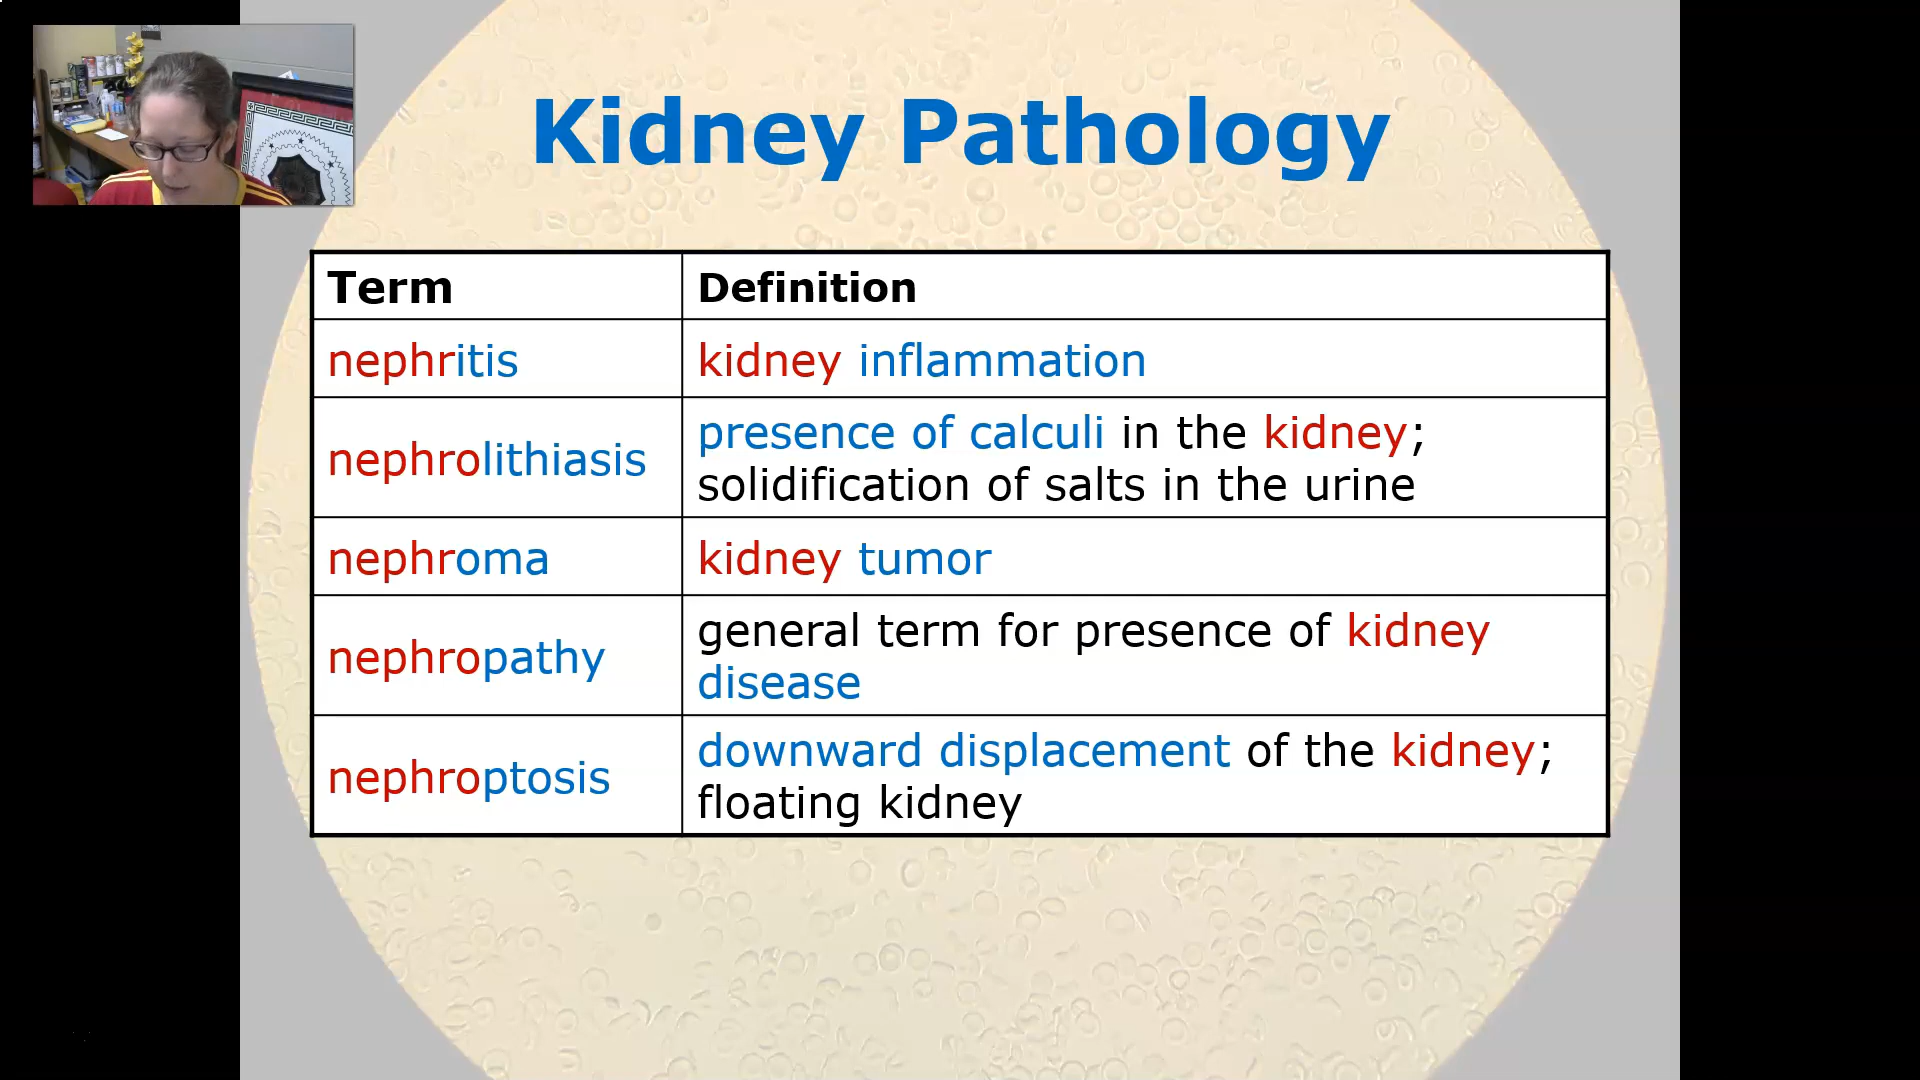 Kidney Pathology
Term Definition
nephritis kidney inflammation
nephrolithiasis presence of calculi in the kidney;
solidification of salts in the urine
nephroma kidney tumor
nephropathy general term for presence of kidney
disease
nephroptosis downward displacement of the kidney;
floating kidney